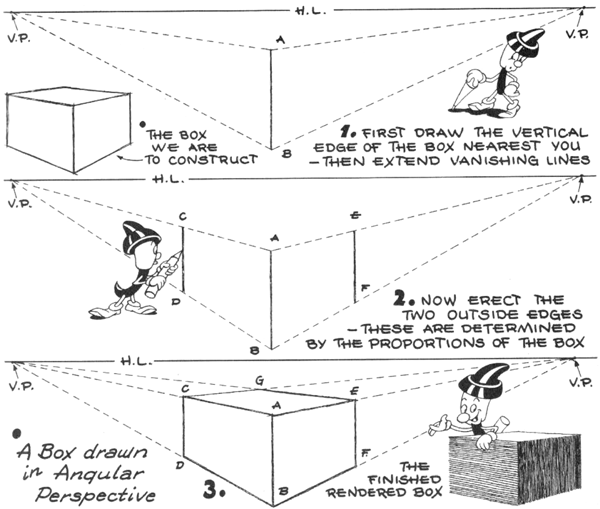 H.L.
V.P.
V.P.
A
B
• THE BOX
WE ARE
TO CONSTRUCT
1. FIRST DRAW THE VERTICAL
EDGE OF THE BOX NEAREST YOU
– THEN EXTEND VANISHING LINES
H.L.
V.P.
V.P.
C
A
E
D
F
B
2. NOW ERECT THE
TWO OUTSIDE EDGES
– THESE ARE DETERMINED
BY THE PROPORTIONS OF THE BOX
H.L.
V.P.
V.P.
G
C
A
E
D
F
B
• A Box drawn
in Angular
Perspective
3.
THE
FINISHED
RENDERED BOX